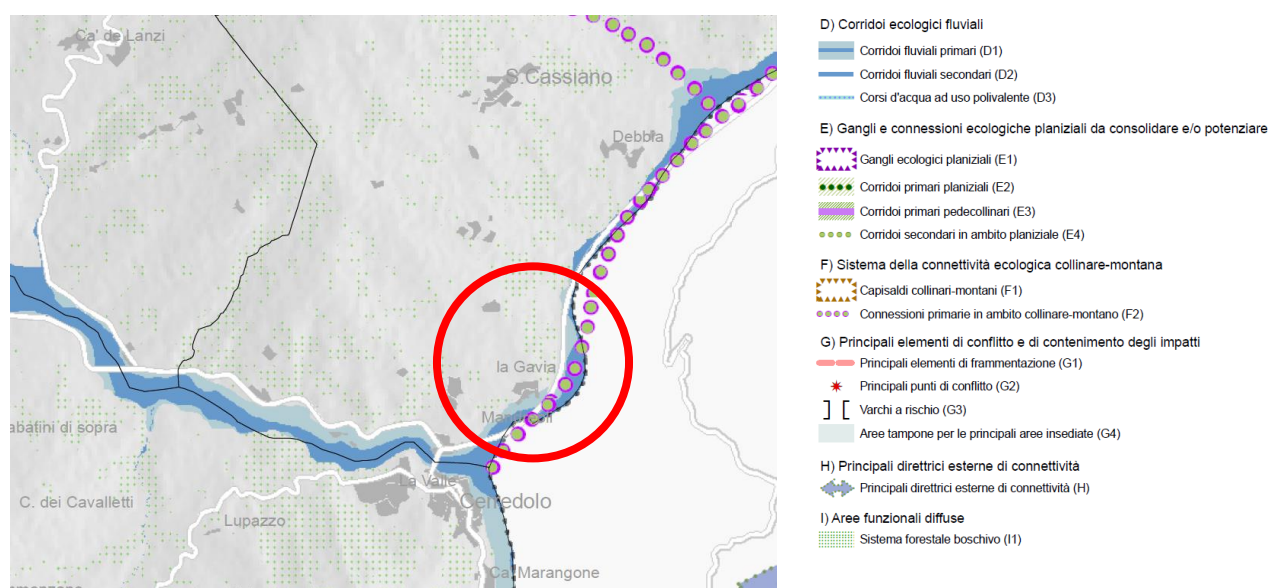 Ca' de Lanzi
S.Cassiano
Debbia
la Gavia
abatini di sopra
La Valle
C. dei Cavalletti
Cerredolo
Lupazzo
Ca' Marangone
D) Corridoi ecologici fluviali
Corridoi fluviali primari (D1)
Corridoi fluviali secondari (D2)
Corsi d'acqua ad uso polivalente (D3)
E) Gangli e connessioni ecologiche planiziali da consolidare e/o potenziare
Gangli ecologici planiziali (E1)
Corridoi primari planiziali (E2)
Corridoi primari pedecollinari (E3)
Corridoi secondari in ambito planiziale (E4)
F) Sistema della connettività ecologica collinare-montana
Capisaldi collinari-montani (F1)
Connessioni primarie in ambito collinare-montano (F2)
G) Principali elementi di conflitto e di contenimento degli impatti
Principali elementi di frammentazione (G1)
Principali punti di conflitto (G2)
Varchi a rischio (G3)
Aree tampone per le principali aree insediate (G4)
H) Principali direttrici esterne di connettività
Principali direttrici esterne di connettività (H)
I) Aree funzionali diffuse
Sistema forestale boschivo (I1)